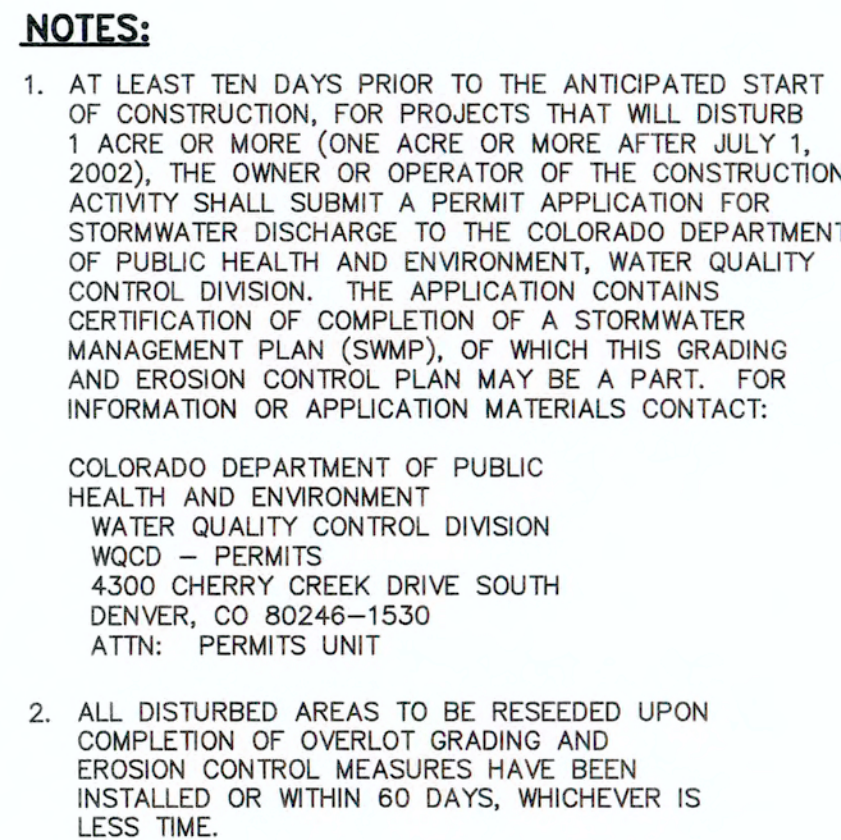 NOTES:
1. AT LEAST TEN DAYS PRIOR TO THE ANTICIPATED START
OF CONSTRUCTION, FOR PROJECTS THAT WILL DISTURB
1 ACRE OR MORE (ONE ACRE OR MORE AFTER JULY 1,
2002), THE OWNER OR OPERATOR OF THE CONSTRUCTION
ACTIVITY SHALL SUBMIT A PERMIT APPLICATION FOR
STORMWATER DISCHARGE TO THE COLORADO DEPARTMENT
OF PUBLIC HEALTH AND ENVIRONMENT, WATER QUALITY
CONTROL DIVISION. THE APPLICATION CONTAINS
CERTIFICATION OF COMPLETION OF A STORMWATER
MANAGEMENT PLAN (SWMP), OF WHICH THIS GRADING
AND EROSION CONTROL PLAN MAY BE A PART. FOR
INFORMATION OR APPLICATION MATERIALS CONTACT:
COLORADO DEPARTMENT OF PUBLIC
HEALTH AND ENVIRONMENT
WATER QUALITY CONTROL DIVISION
WQCD – PERMITS
4300 CHERRY CREEK DRIVE SOUTH
DENVER, CO 80246–1530
ATTN: PERMITS UNIT
2. ALL DISTURBED AREAS TO BE RESEEDED UPON
COMPLETION OF OVERLOT GRADING AND
EROSION CONTROL MEASURES HAVE BEEN
INSTALLED OR WITHIN 60 DAYS, WHICHEVER IS
LESS TIME.